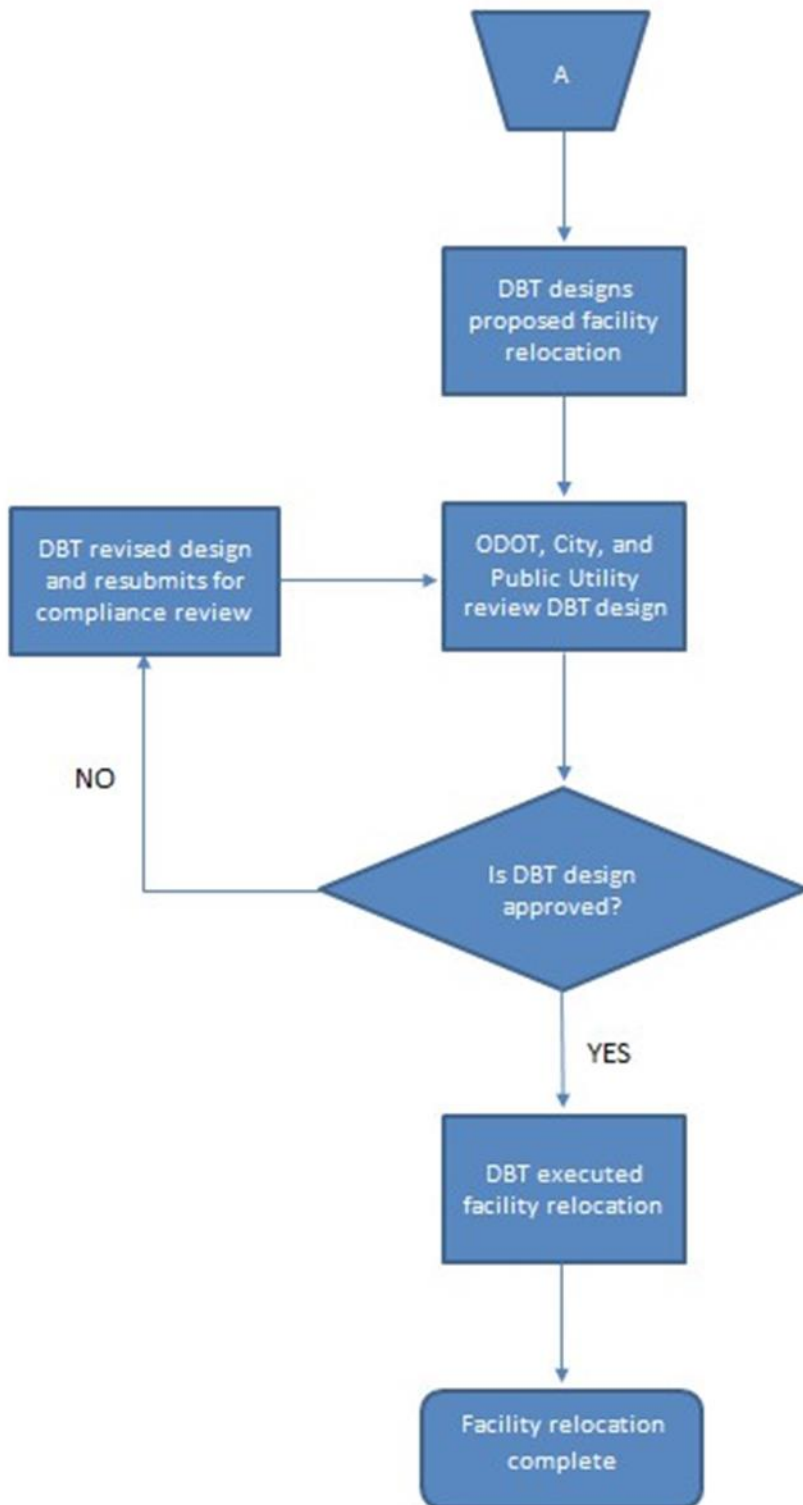 A
DBT designs
proposed facility
relocation
DBT revised design
and resubmits for
compliance review
ODOT, City, and
Public Utility
review DBT design
NO
Is DBT design
approved?
YES
DBT executed
facility relocation
Facility relocation
complete